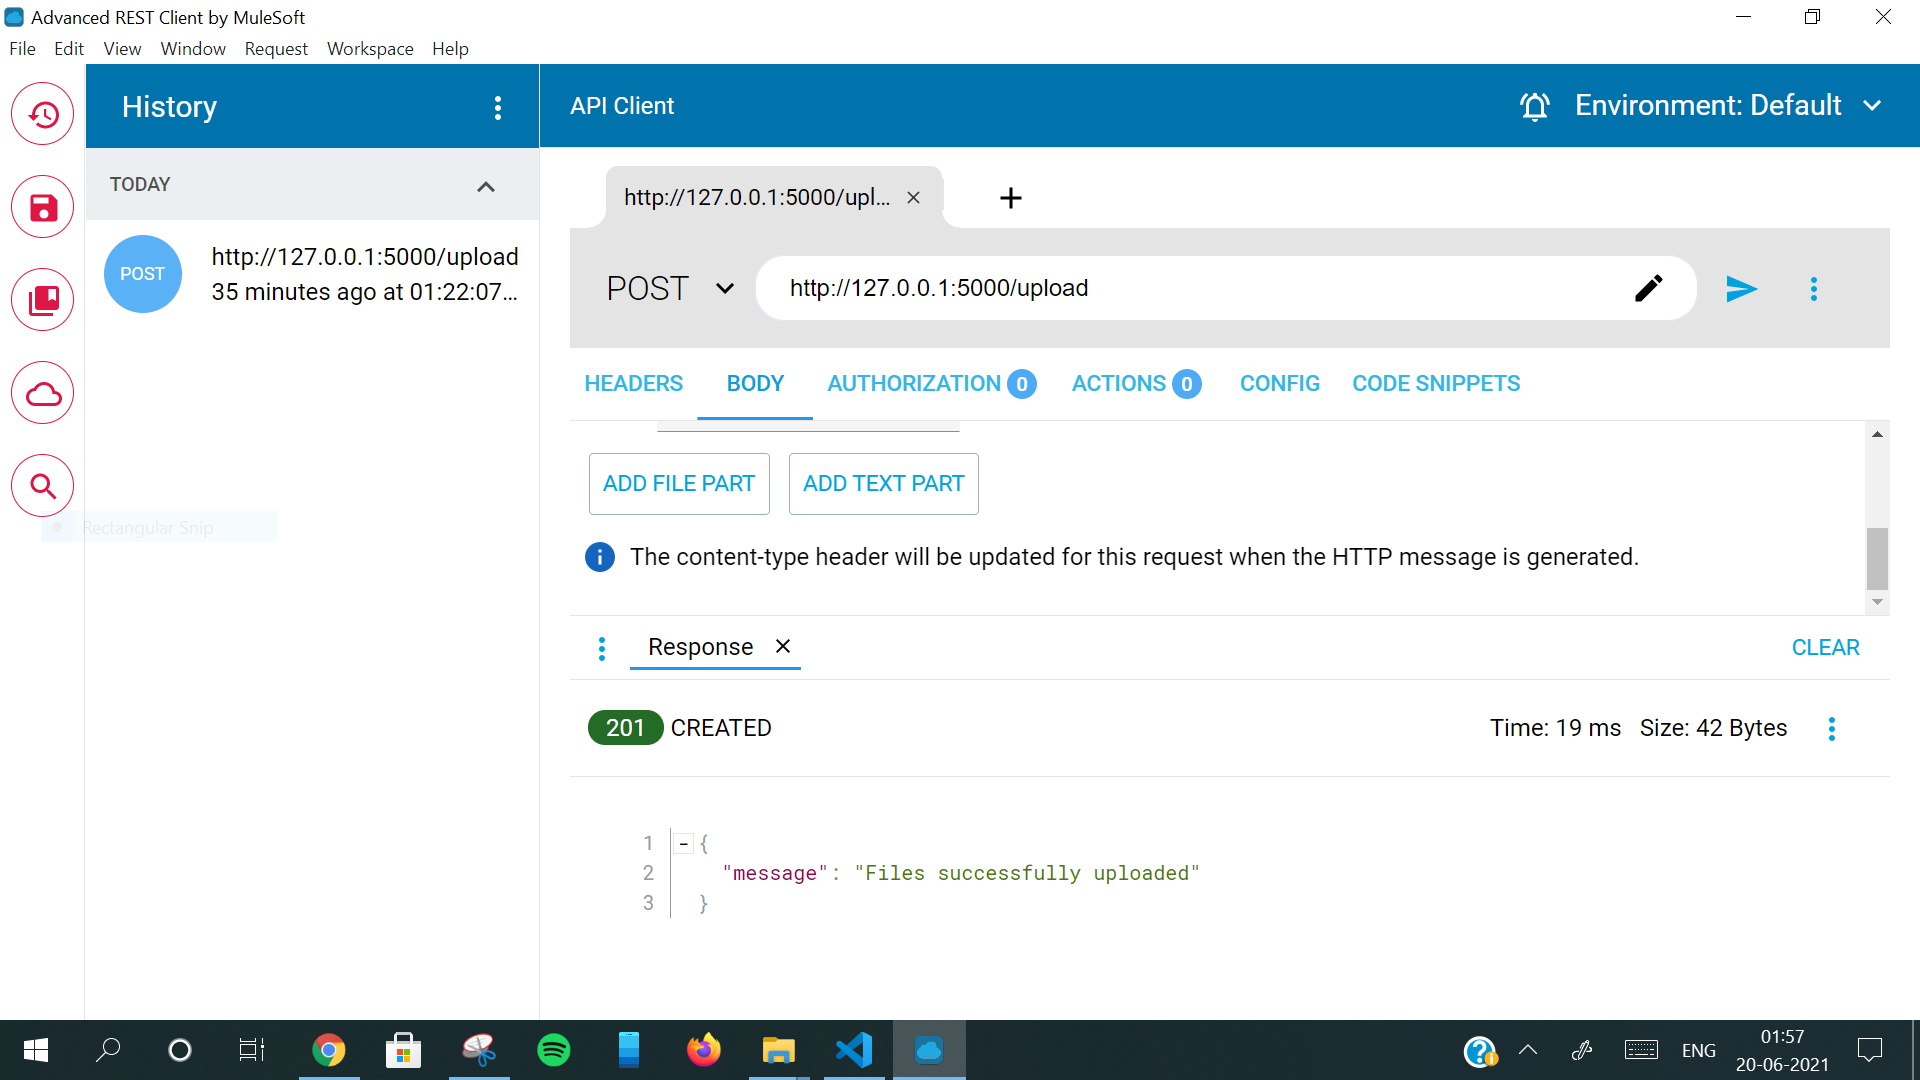 Advanced REST Client by MuleSoft
File Edit View Window Request Workspace Help
History
API Client
Environment: Default
TODAY
POST
http://127.0.0.1:5000/upload
35 minutes ago at 01:22:07...
http://127.0.0.1:5000/upl...
POST
http://127.0.0.1:5000/upload
HEADERS BODY AUTHORIZATION 0 ACTIONS 0 CONFIG CODE SNIPPETS
ADD FILE PART ADD TEXT PART
Rectangular Snip
The content-type header will be updated for this request when the HTTP message is generated.
Response
CLEAR
201 CREATED
Time: 19 ms Size: 42 Bytes
1 {
2 "message": "Files successfully uploaded"
3 }
ENG
01:57
20-06-2021